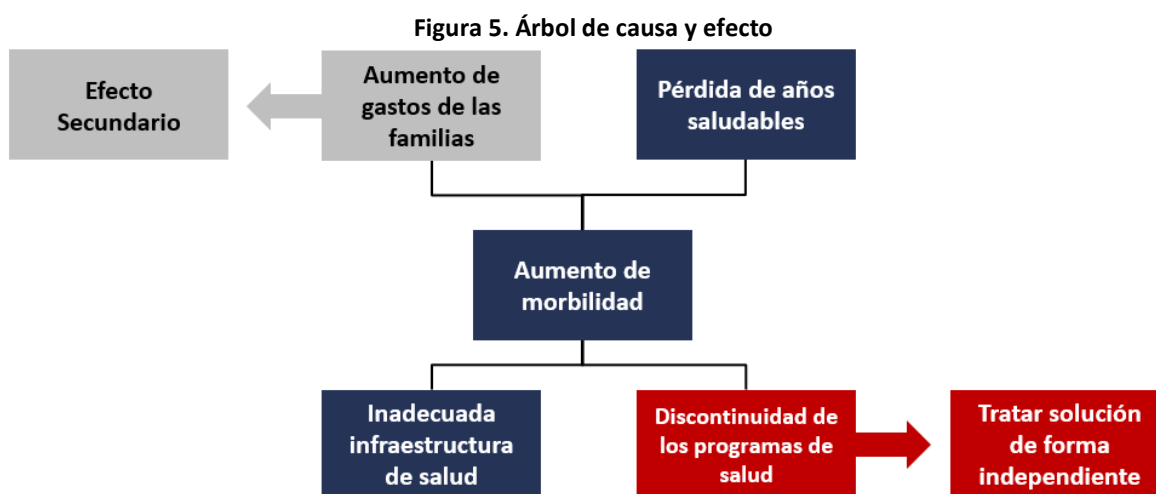 Figura 5. Árbol de causa y efecto
Efecto
Secundario
Aumento de
gastos de las
familias
Pérdida de años
saludables
Aumento de
morbilidad
Inadecuada
infraestructura
de salud
Discontinuidad de
los programas de
salud
Tratar solución
de forma
independiente